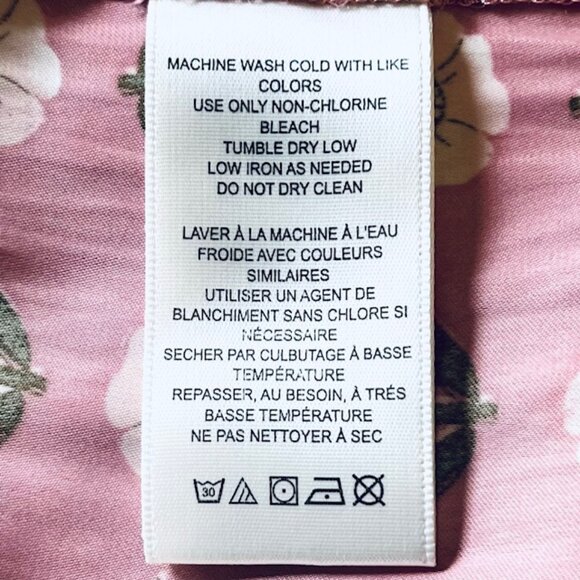 MACHINE WASH COLD WITH LIKE
COLORS
USE ONLY NON-CHLORINE
BLEACH
TUMBLE DRY LOW
LOW IRON AS NEEDED
DO NOT DRY CLEAN
LAVER À LA MACHINE À L'EAU
FROIDE AVEC COULEURS
SIMILAIRES
UTILISER UN AGENT DE
BLANCHIMENT SANS CHLORE SI
NÉCESSAIRE
SECHER PAR CULBUTAGE À BASSE
TEMPÉRATURE
REPASSER, AU BESOIN, À TRÉS
BASSE TEMPÉRATURE
NE PAS NETTOYER À SEC
30